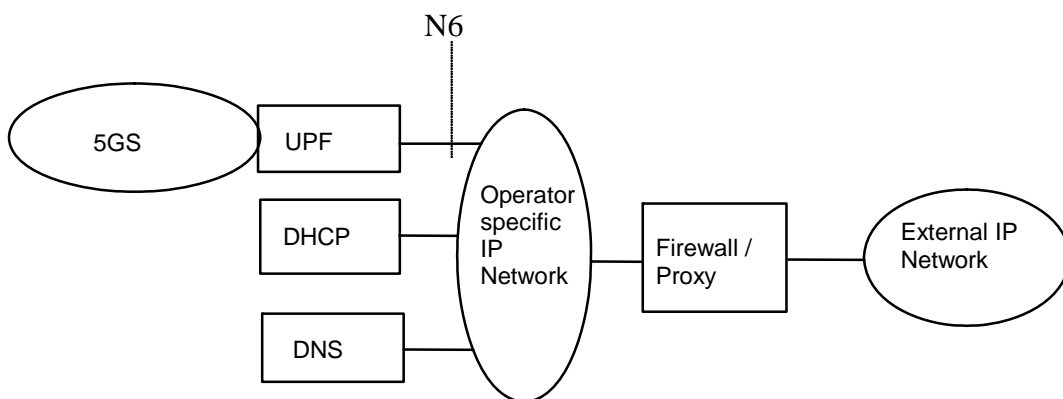 N6
5GS
UPF
DHCP
DNS
Operator
specific
IP
Network
Firewall /
Proxy
External IP
Network